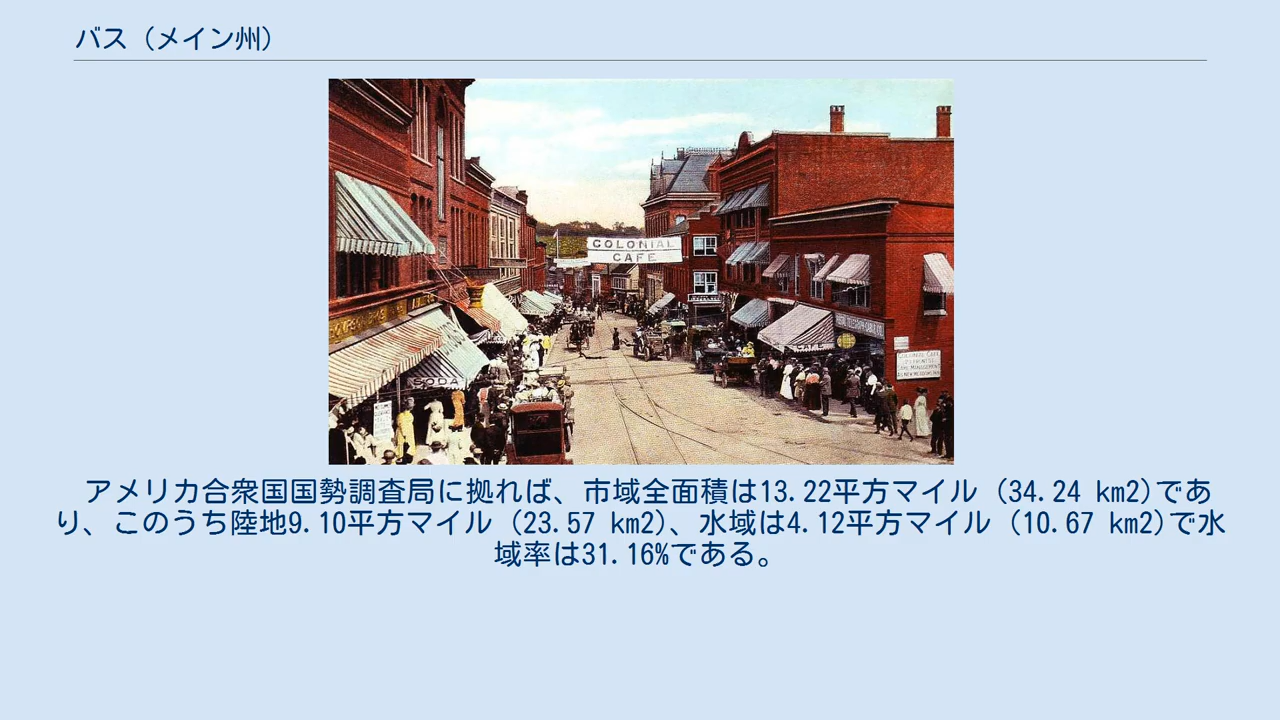 バス（メイン州）
COLONIAL
CAFE
SODA
COLONIAL CAFE
アメリカ合衆国国勢調査局に拠れば、市域全面積は13.22平方マイル (34.24 km2)であ
り、このうち陸地9.10平方マイル (23.57 km2)、水域は4.12平方マイル (10.67 km2)で水
域率は31.16%である。